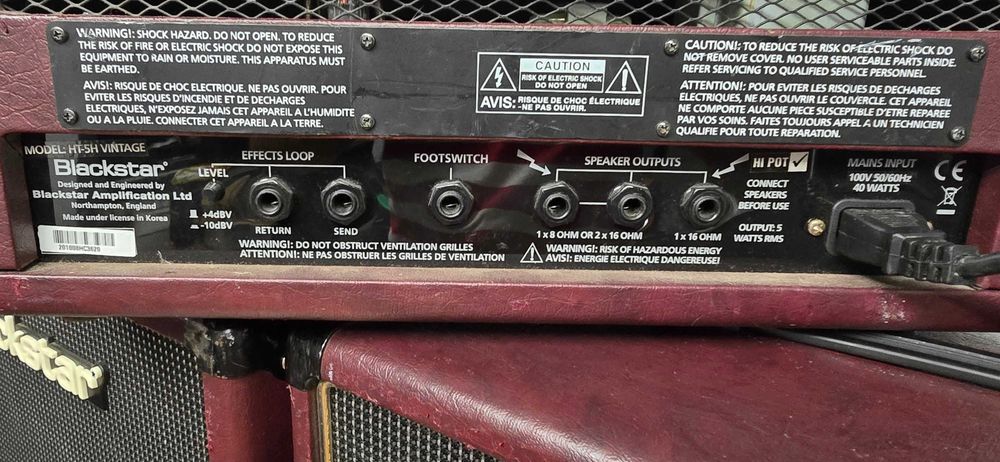 WARNING!: SHOCK HAZARD. DO NOT OPEN. TO REDUCE
THE RISK OF FIRE OR ELECTRIC SHOCK DO NOT EXPOSE THIS
EQUIPMENT TO RAIN OR MOISTURE. THIS APPARATUS MUST
BE EARTHED.
AVIS: RISQUE DE CHOC ELECTRIQUE. NE PAS OUVRIR. POUR
EVITER LES RISQUES D'INCENDIE ET DE DECHARGES
ELECTRIQUES, N'EXPOSEZ JAMAIS CET APPAREIL A L'HUMIDITE
OU A LA PLUIE. CONNECTER CET APPAREIL A LA TERRE.
CAUTION
RISK OF ELECTRIC SHOCK
DO NOT OPEN
AVIS: RISQUE DE CHOC ÉLECTRIQUE
-NE PAS OUVRIR.
CAUTION!: TO REDUCE THE RISK OF ELECTRIC SHOCK DO
NOT REMOVE COVER. NO USER SERVICEABLE PARTS INSIDE.
REFER SERVICING TO QUALIFIED SERVICE PERSONNEL.
ATTENTION!: POUR EVITER LES RISQUES DE DECHARGES
ELECTRIQUES, NE PAS OUVRIR LE COUVERCLE. CET APPAREIL
NE COMPORTE AUCUNE PIECE SUSCEPTIBLE D'ETRE REPARE
PAR VOS SOINS. FAITES TOUJOURS APPEL A UN TECHNICIEN
QUALIFIE POUR TOUTE REPARATION.
MODEL: HT-5H VINTAGE
Blackstar
Designed and Engineered by
Blackstar Amplification Ltd
Northampton, England
Made under license in Korea
EFFECTS LOOP
LEVEL
+4dBV
-10dBV
RETURN
SEND
WARNING!: DO NOT OBSTRUCT VENTILATION GRILLES
ATTENTION!: NE PAS OBSTRUER LES GRILLES DE VENTILATION
FOOTSWITCH
SPEAKER OUTPUTS
1 x 8 OHM OR 2 x 16 OHM
1 x 16 OHM
WARNING!: RISK OF HAZARDOUS ENERGY
AVIS!: ENERGIE ELECTRIQUE DANGEREUSE!
HI POT
CONNECT
SPEAKERS
BEFORE USE
OUTPUT: 5
WATTS RMS
MAINS INPUT
100V 50/60Hz
40 WATTS
CE
ckstar